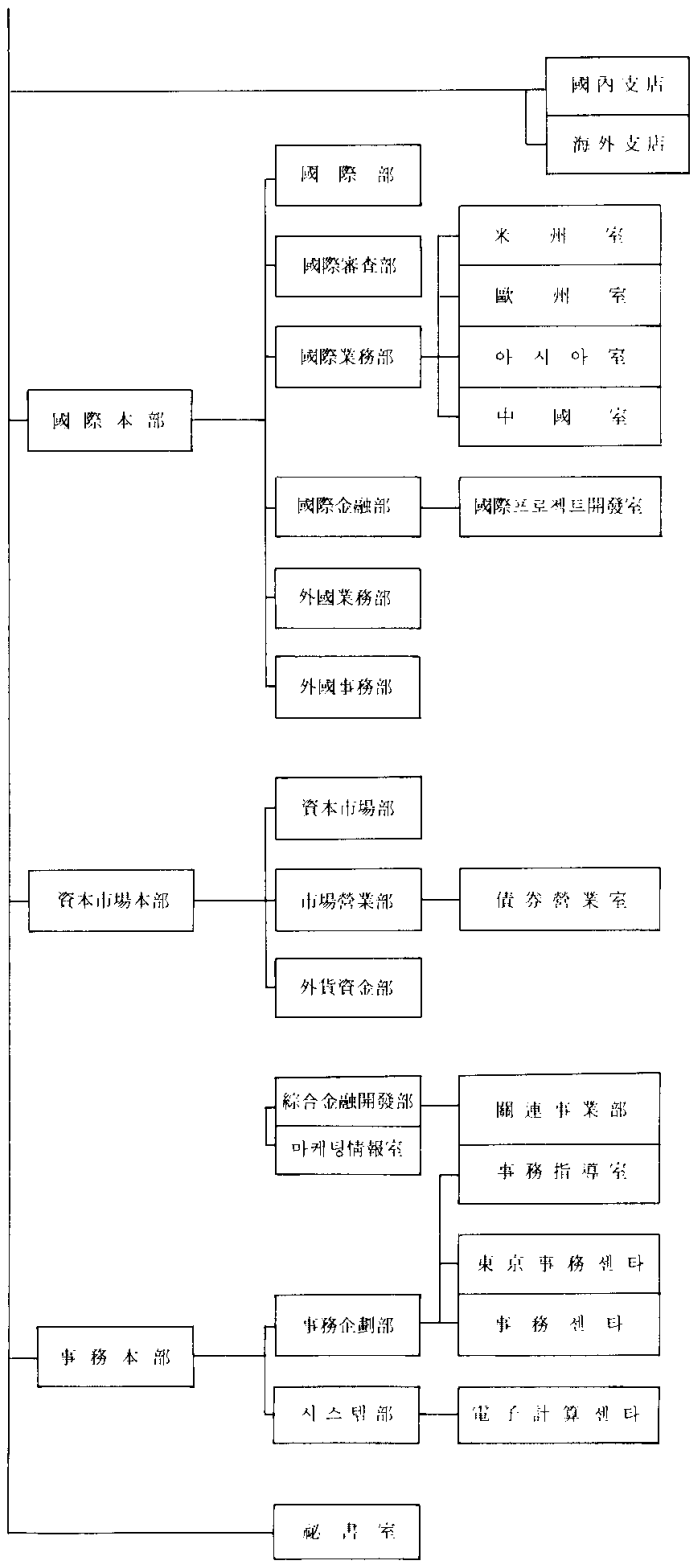 國內支店
海外支店
國際部
國際審査部
國際業務部
米州室
歐州室
아시아室
中國室
國際本部
國際金融部
國際프로젝트開發室
外國業務部
外國事務部
資本市場部
資本市場本部
市場營業部
債券營業室
外貨資金部
綜合金融開發部
關連事業部
마케팅情報室
事務指導室
東京事務센타
事務企劃部
事務센타
事務本部
시스템部
電子計算센타
祕書室